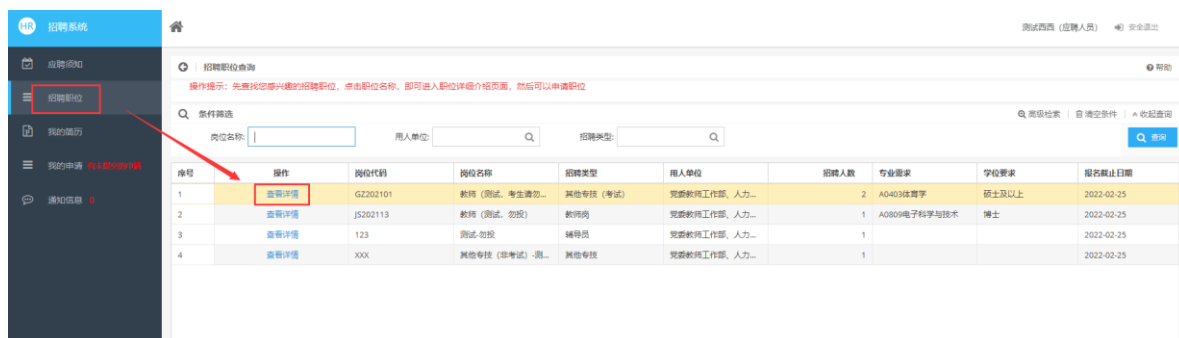 HR 招聘系统
测试西西（应聘人员） 安全退出
应聘须知
招聘职位
我的简历
我的申请 有未提交的申请
通知信息 0
招聘职位查询 帮助
操作提示：先查找您感兴趣的招聘职位，点击职位名称，即可进入职位详细介绍页面，然后可以申请职位
条件筛选 高级检索 清空条件 收起查询
岗位名称: 用人单位: 招聘类型: 查询
序号 操作 岗位代码 岗位名称 招聘类型 用人单位 招聘人数 专业要求 学位要求 报名截止日期
1 查看详情 GZ202101 教师（测试、考生请勿... 其他专技（考试） 党委教师工作部、人力... 2 A0403体育学 硕士及以上 2022-02-25
2 查看详情 JS202113 教师（测试、勿投） 教师岗 党委教师工作部、人力... 1 A0809电子科学与技术 博士 2022-02-25
3 查看详情 123 测试-勿投 辅导员 党委教师工作部、人力... 1 2022-02-25
4 查看详情 XXX 其他专技（非考试）-测... 其他专技 党委教师工作部、人力... 1 2022-02-25